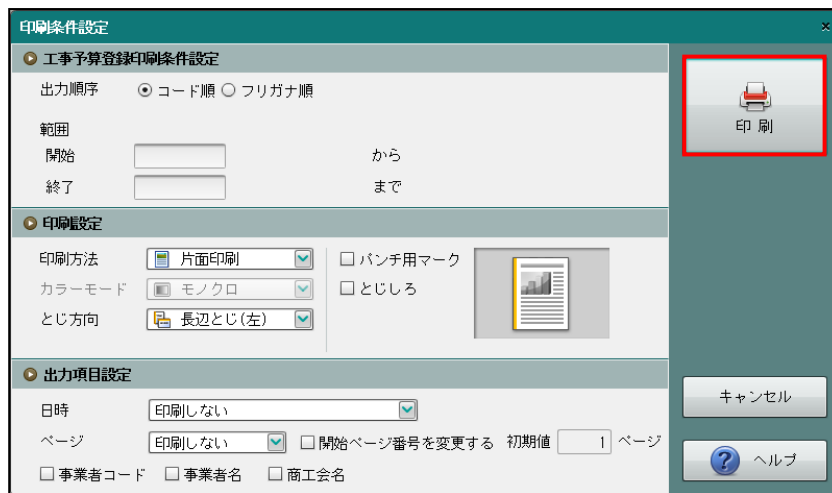 印刷条件設定
工事予算登録印刷条件設定
出力順序 コード順 フリガナ順
範囲
開始 から
終了 まで
印刷設定
印刷方法 片面印刷 パンチ用マーク
カラーモード モノクロ とじしろ
とじ方向 長辺とじ(左)
出力項目設定
日時 印刷しない
ページ 印刷しない 開始ページ番号を変更する 初期値 1 ページ
事業者コード 事業者名 商工会名
印 刷
キャンセル
ヘルプ